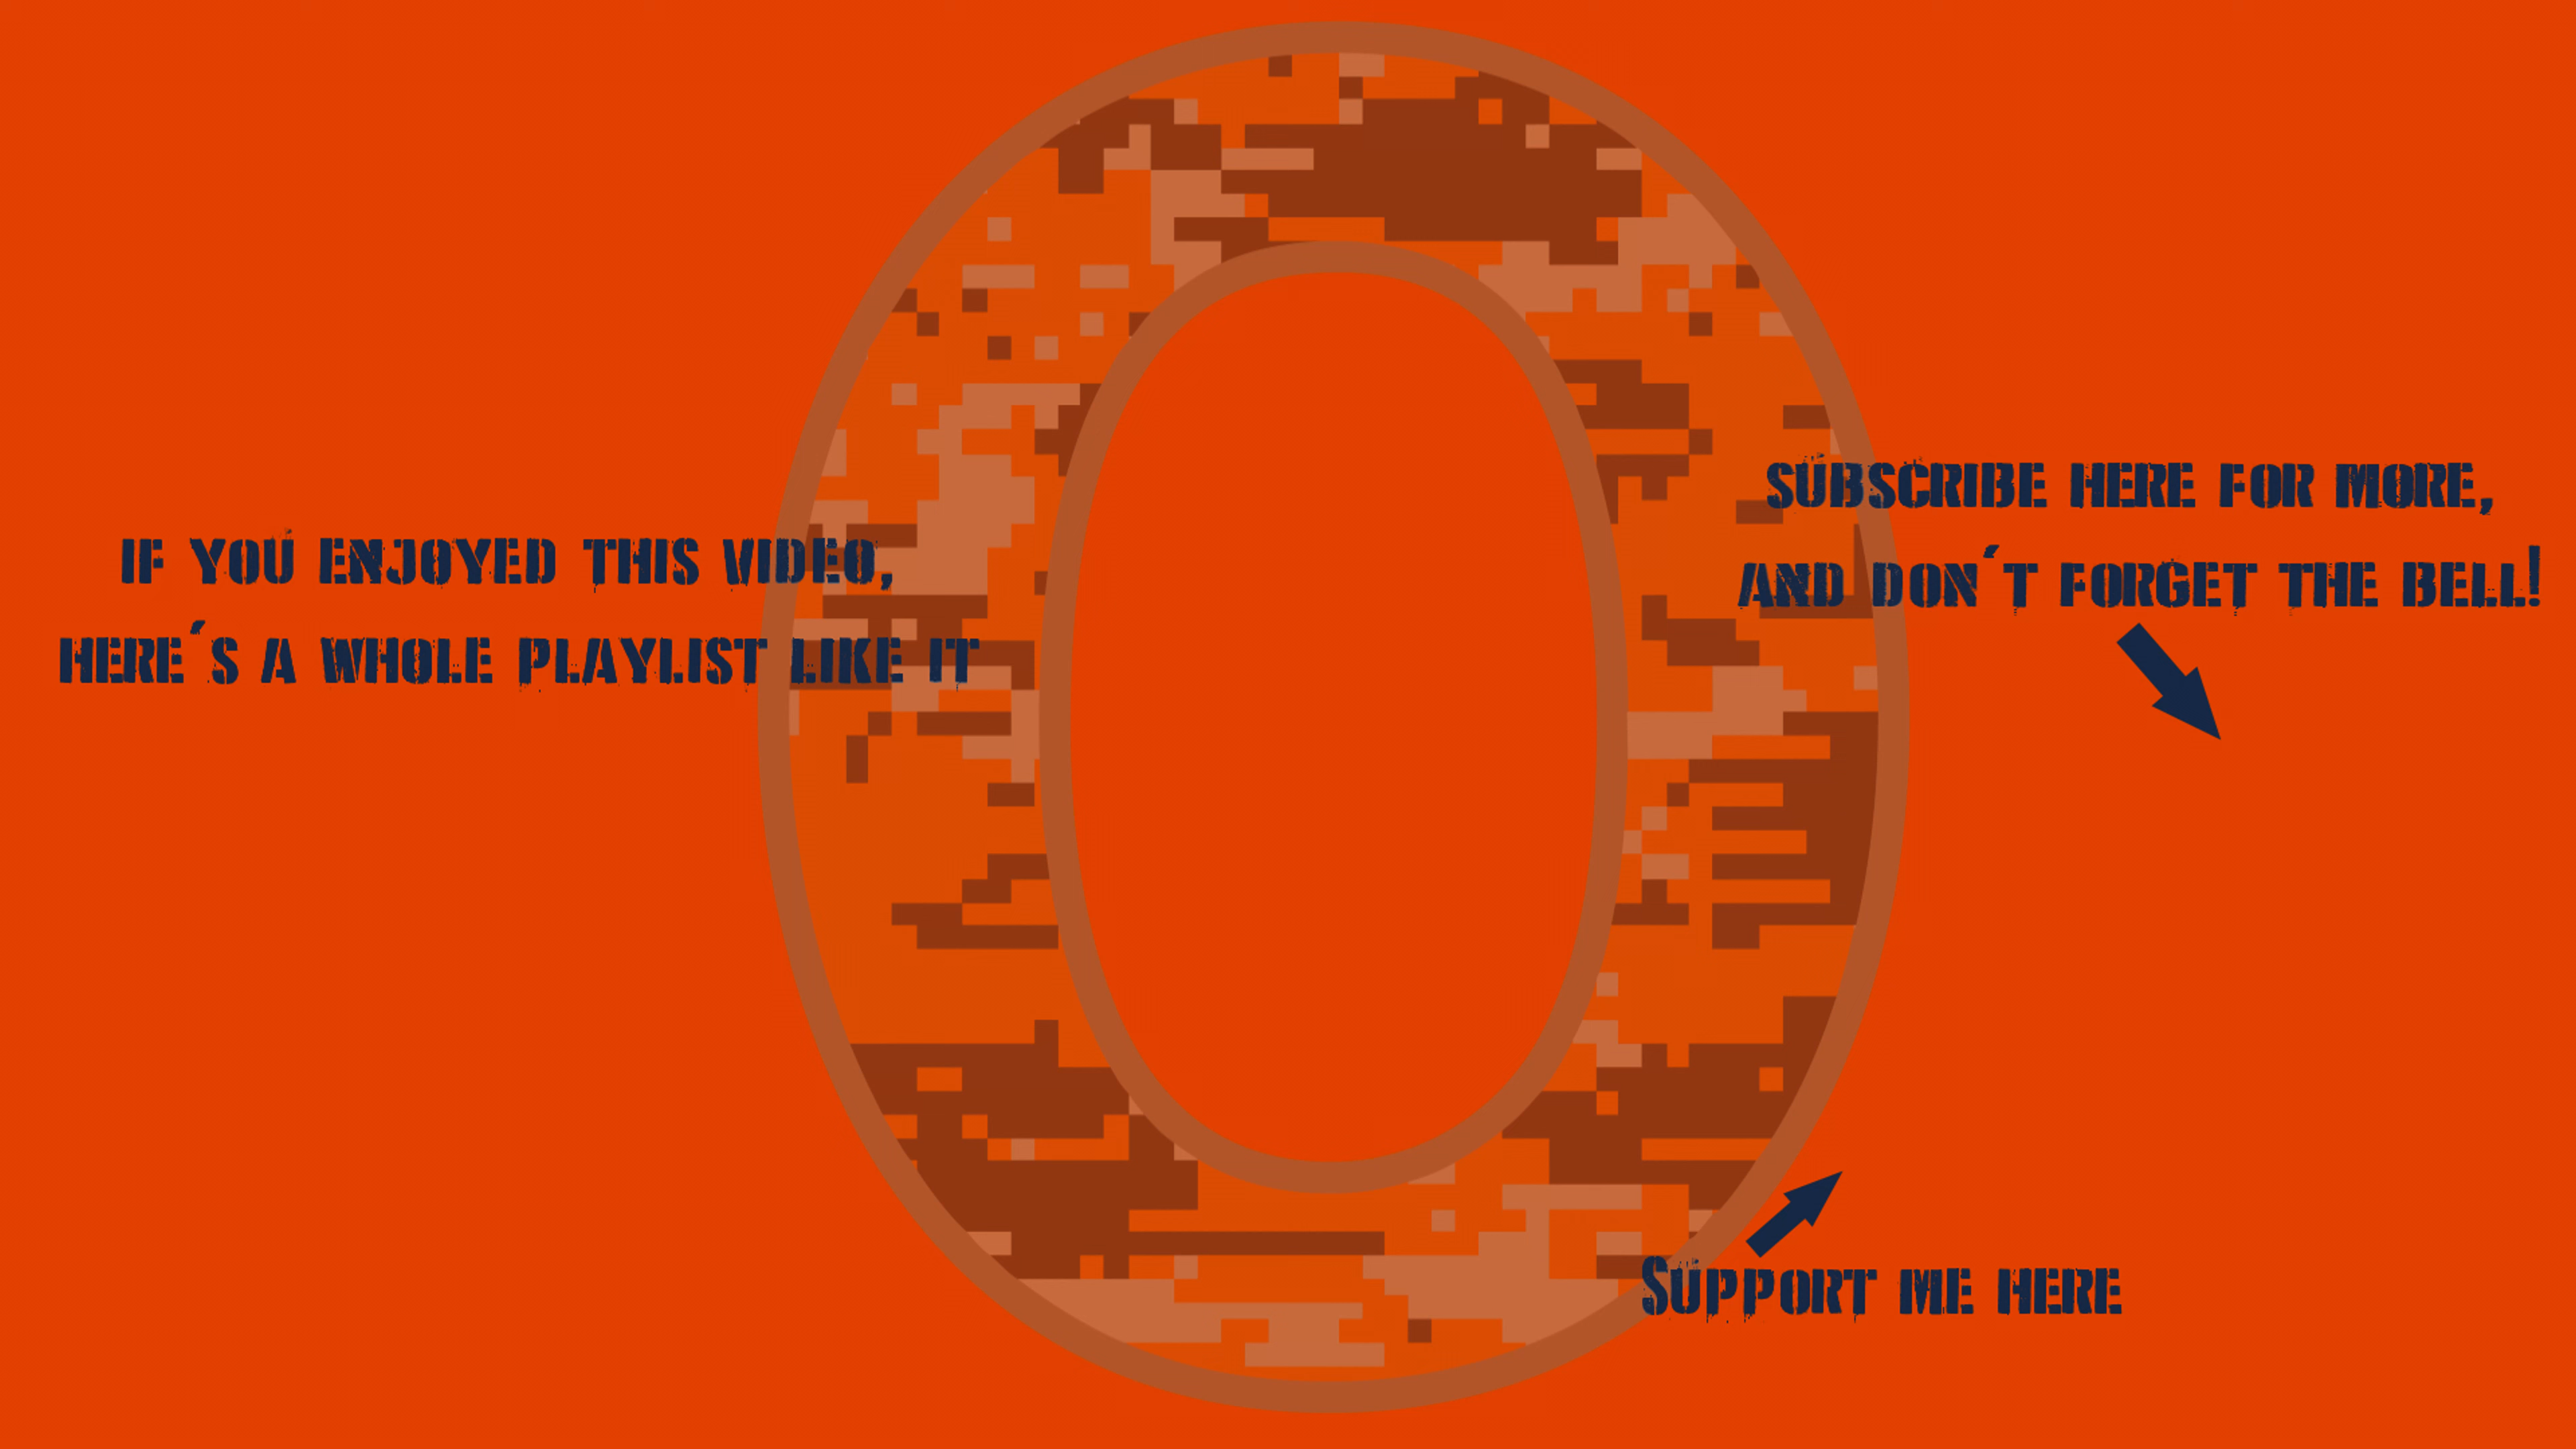 IF YOU ENJOYED THIS VIDEO,
HERE´S A WHOLE PLAYLIST LIKE IT
SUBSCRIBE HERE FOR MORE,
AND DON´T FORGET THE BELL!
SUPPORT ME HERE
O